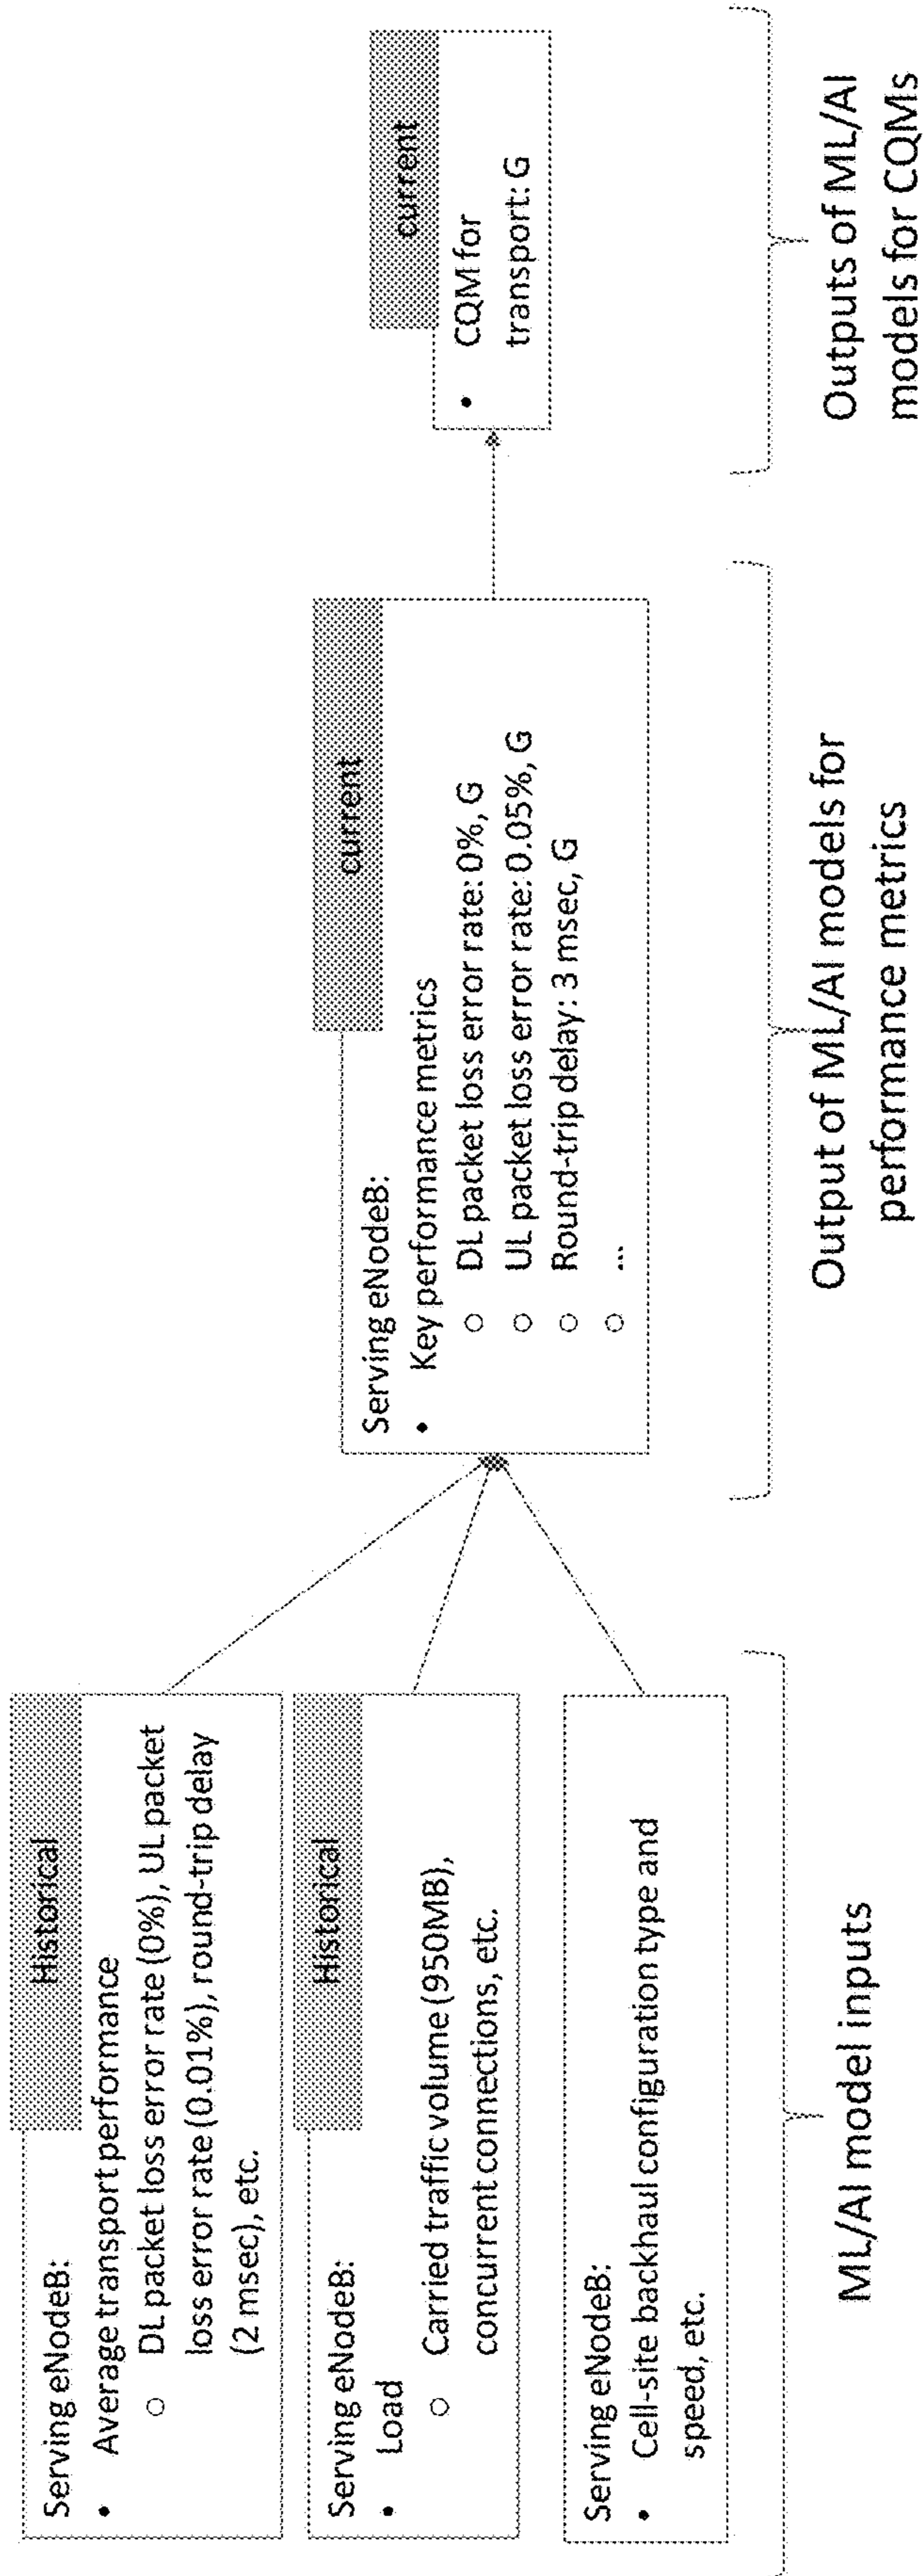 Historical
Serving eNodeB:
• Average transport performance
○ DL packet loss error rate (0%), UL packet
loss error rate (0.01%), round-trip delay
(2 msec), etc.
Historical
Serving eNodeB:
• Load
○ Carried traffic volume (950MB),
concurrent connections, etc.
Serving eNodeB:
• Cell-site backhaul configuration type and
speed, etc.
ML/AI model inputs
current
Serving eNodeB:
• Key performance metrics
○ DL packet loss error rate: 0%, G
○ UL packet loss error rate: 0.05%, G
○ Round-trip delay: 3 msec, G
○ ...
Output of ML/AI models for
performance metrics
current
• CQM for
transport: G
Outputs of ML/AI
models for CQMs